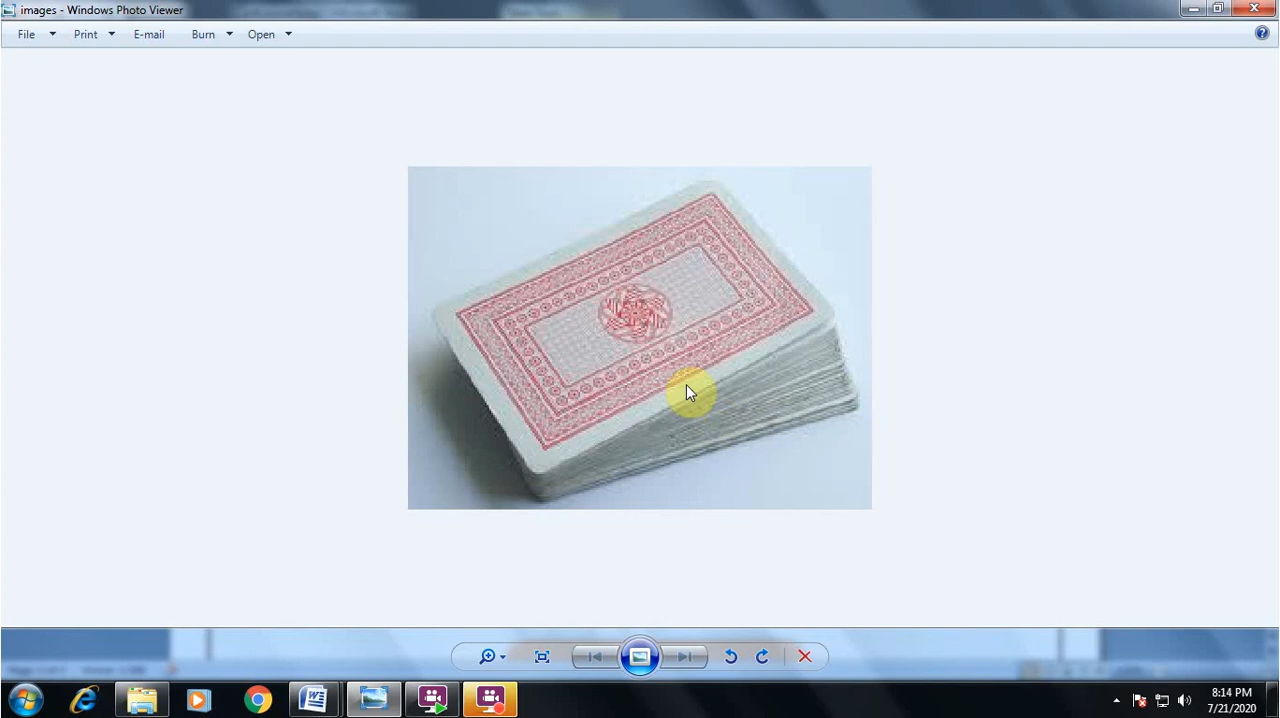 images - Windows Photo Viewer
File Print E-mail Burn Open
8:14 PM
7/21/2020